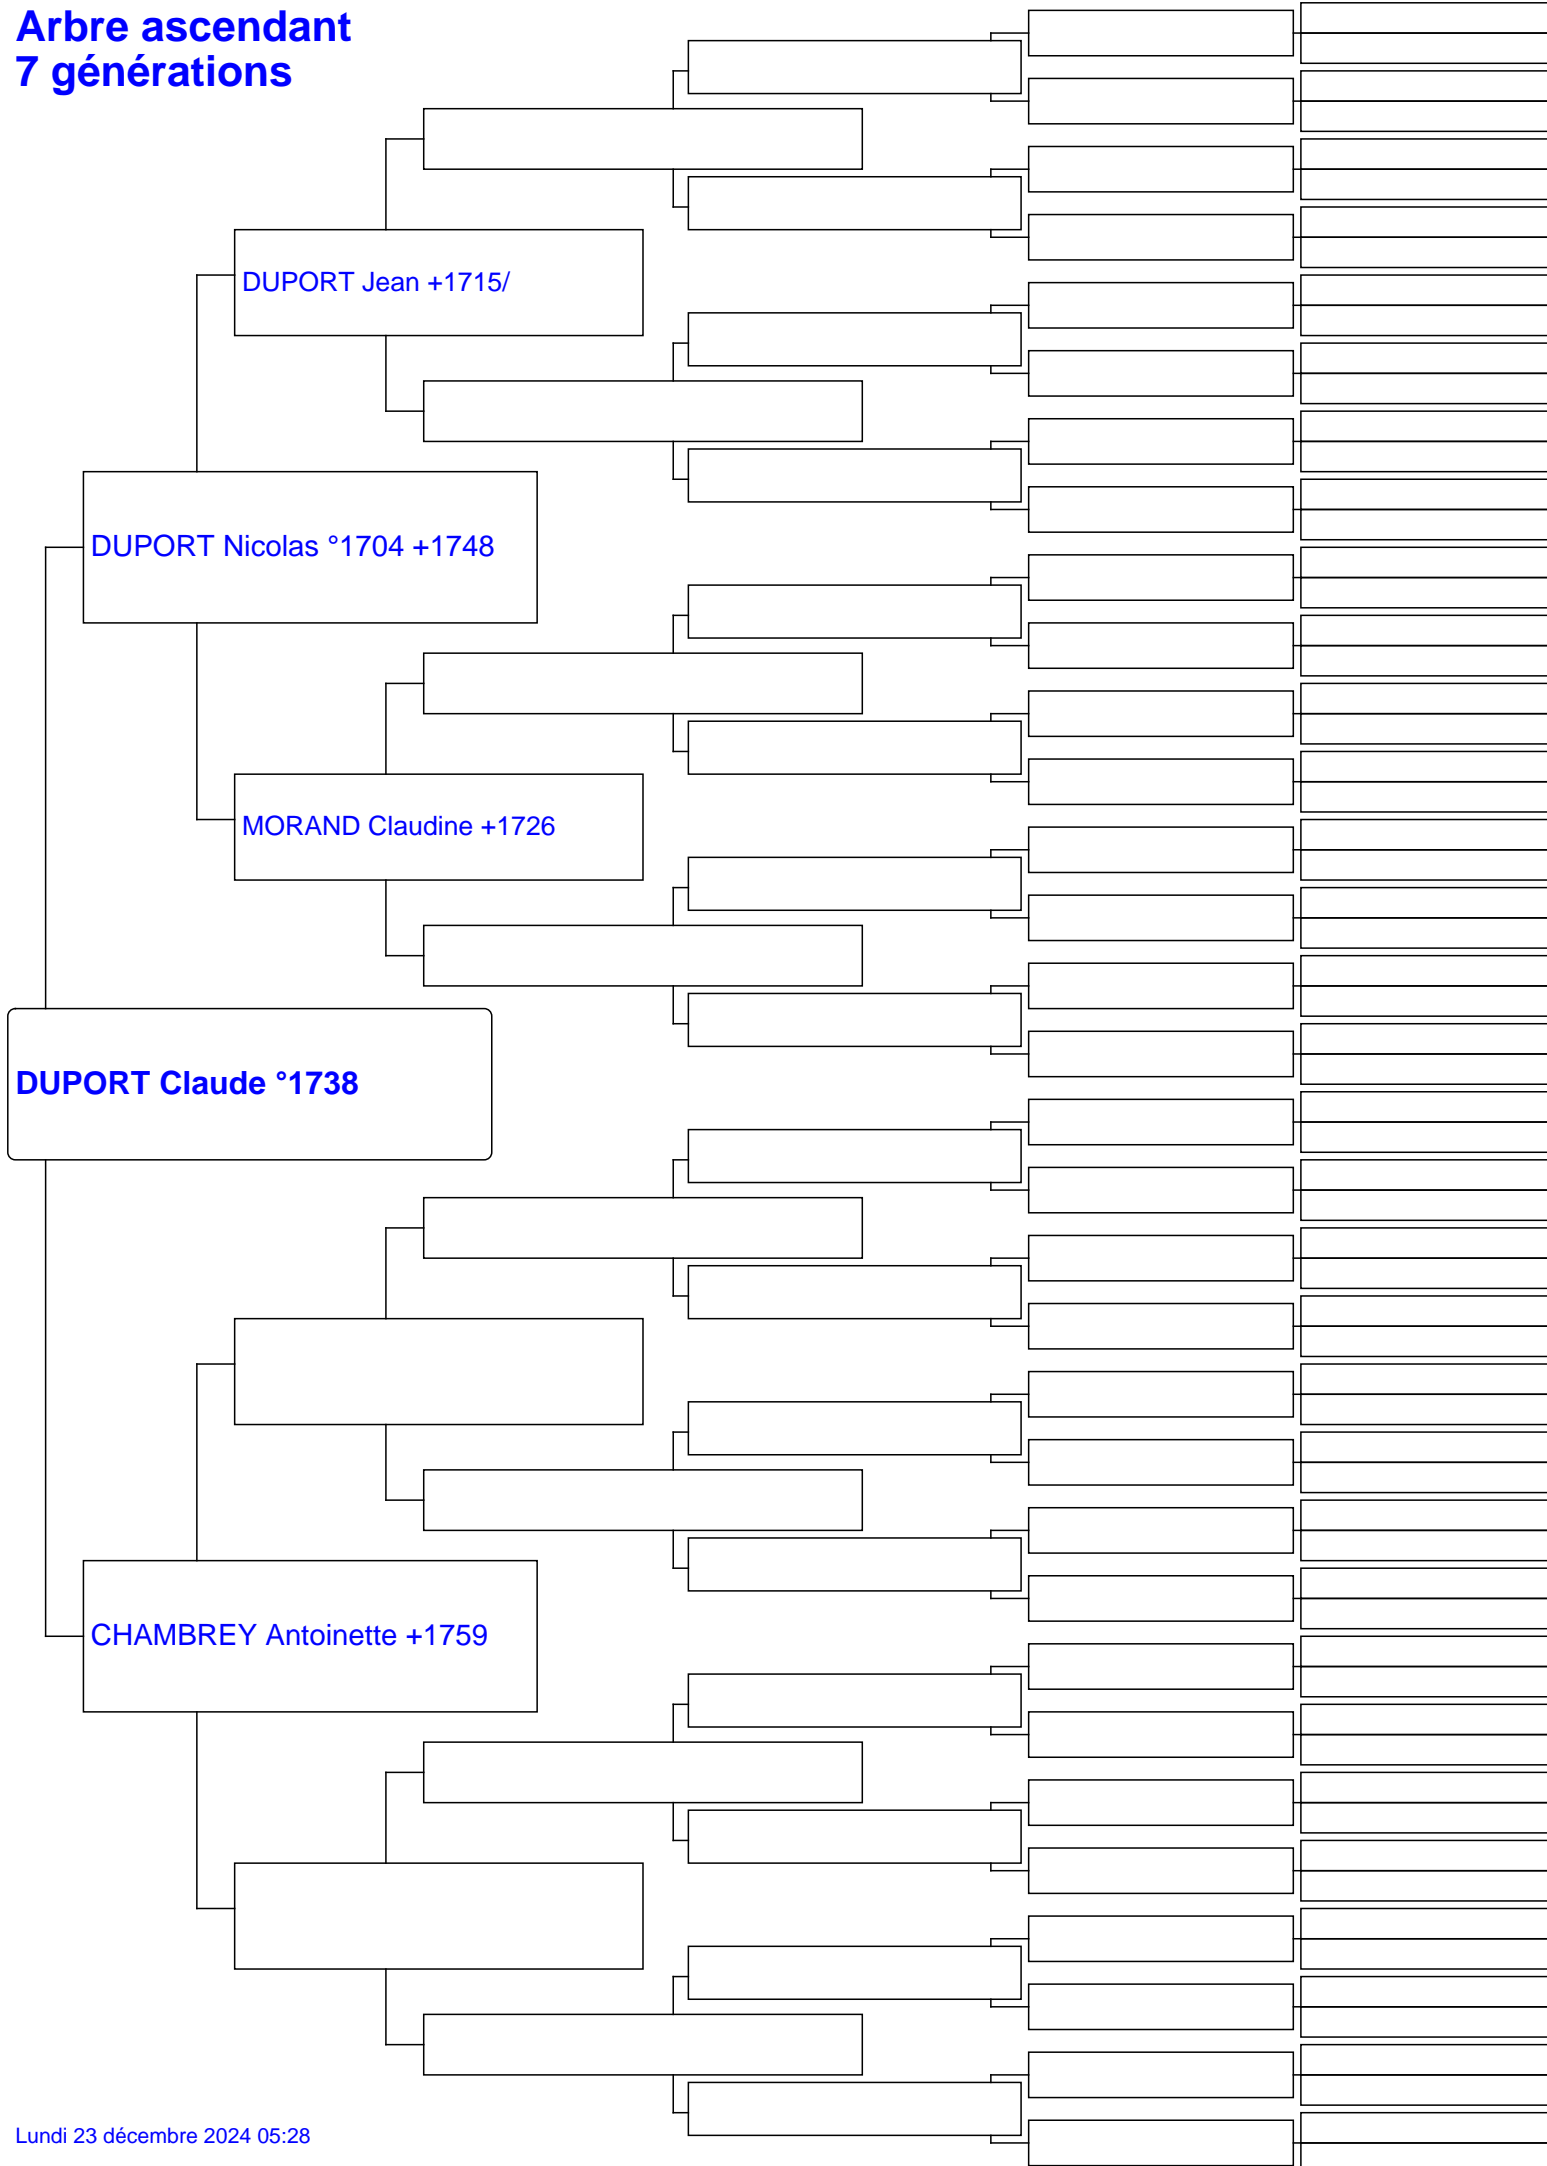 Arbre ascendant
7 générations
DUPORT Jean +1715/
DUPORT Nicolas °1704 +1748
MORAND Claudine +1726
DUPORT Claude °1738
CHAMBREY Antoinette +1759
Lundi 23 décembre 2024 05:28